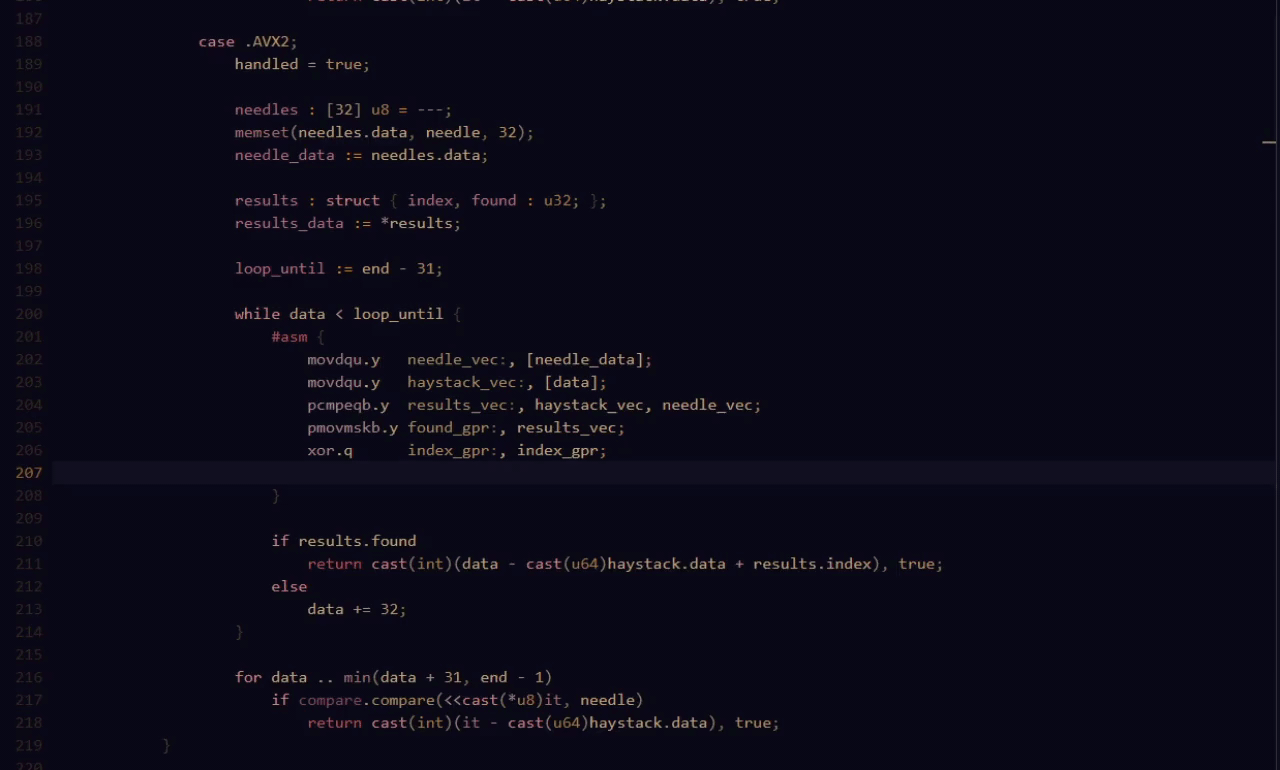 187
188 case .AVX2;
189 handled = true;
190
191 needles : [32] u8 = ---;
192 memset(needles.data, needle, 32);
193 needle_data := needles.data;
194
195 results : struct { index, found : u32; };
196 results_data := *results;
197
198 loop_until := end - 31;
199
200 while data < loop_until {
201 #asm {
202 movdqu.y needle_vec:, [needle_data];
203 movdqu.y haystack_vec:, [data];
204 pcmpeqb.y results_vec:, haystack_vec, needle_vec;
205 pmovmskb.y found_gpr:, results_vec;
206 xor.q index_gpr:, index_gpr;
207
208 }
209
210 if results.found
211 return cast(int)(data - cast(u64)haystack.data + results.index), true;
212 else
213 data += 32;
214 }
215
216 for data .. min(data + 31, end - 1)
217 if compare.compare(<<cast(*u8)it, needle)
218 return cast(int)(it - cast(u64)haystack.data), true;
219 }
220